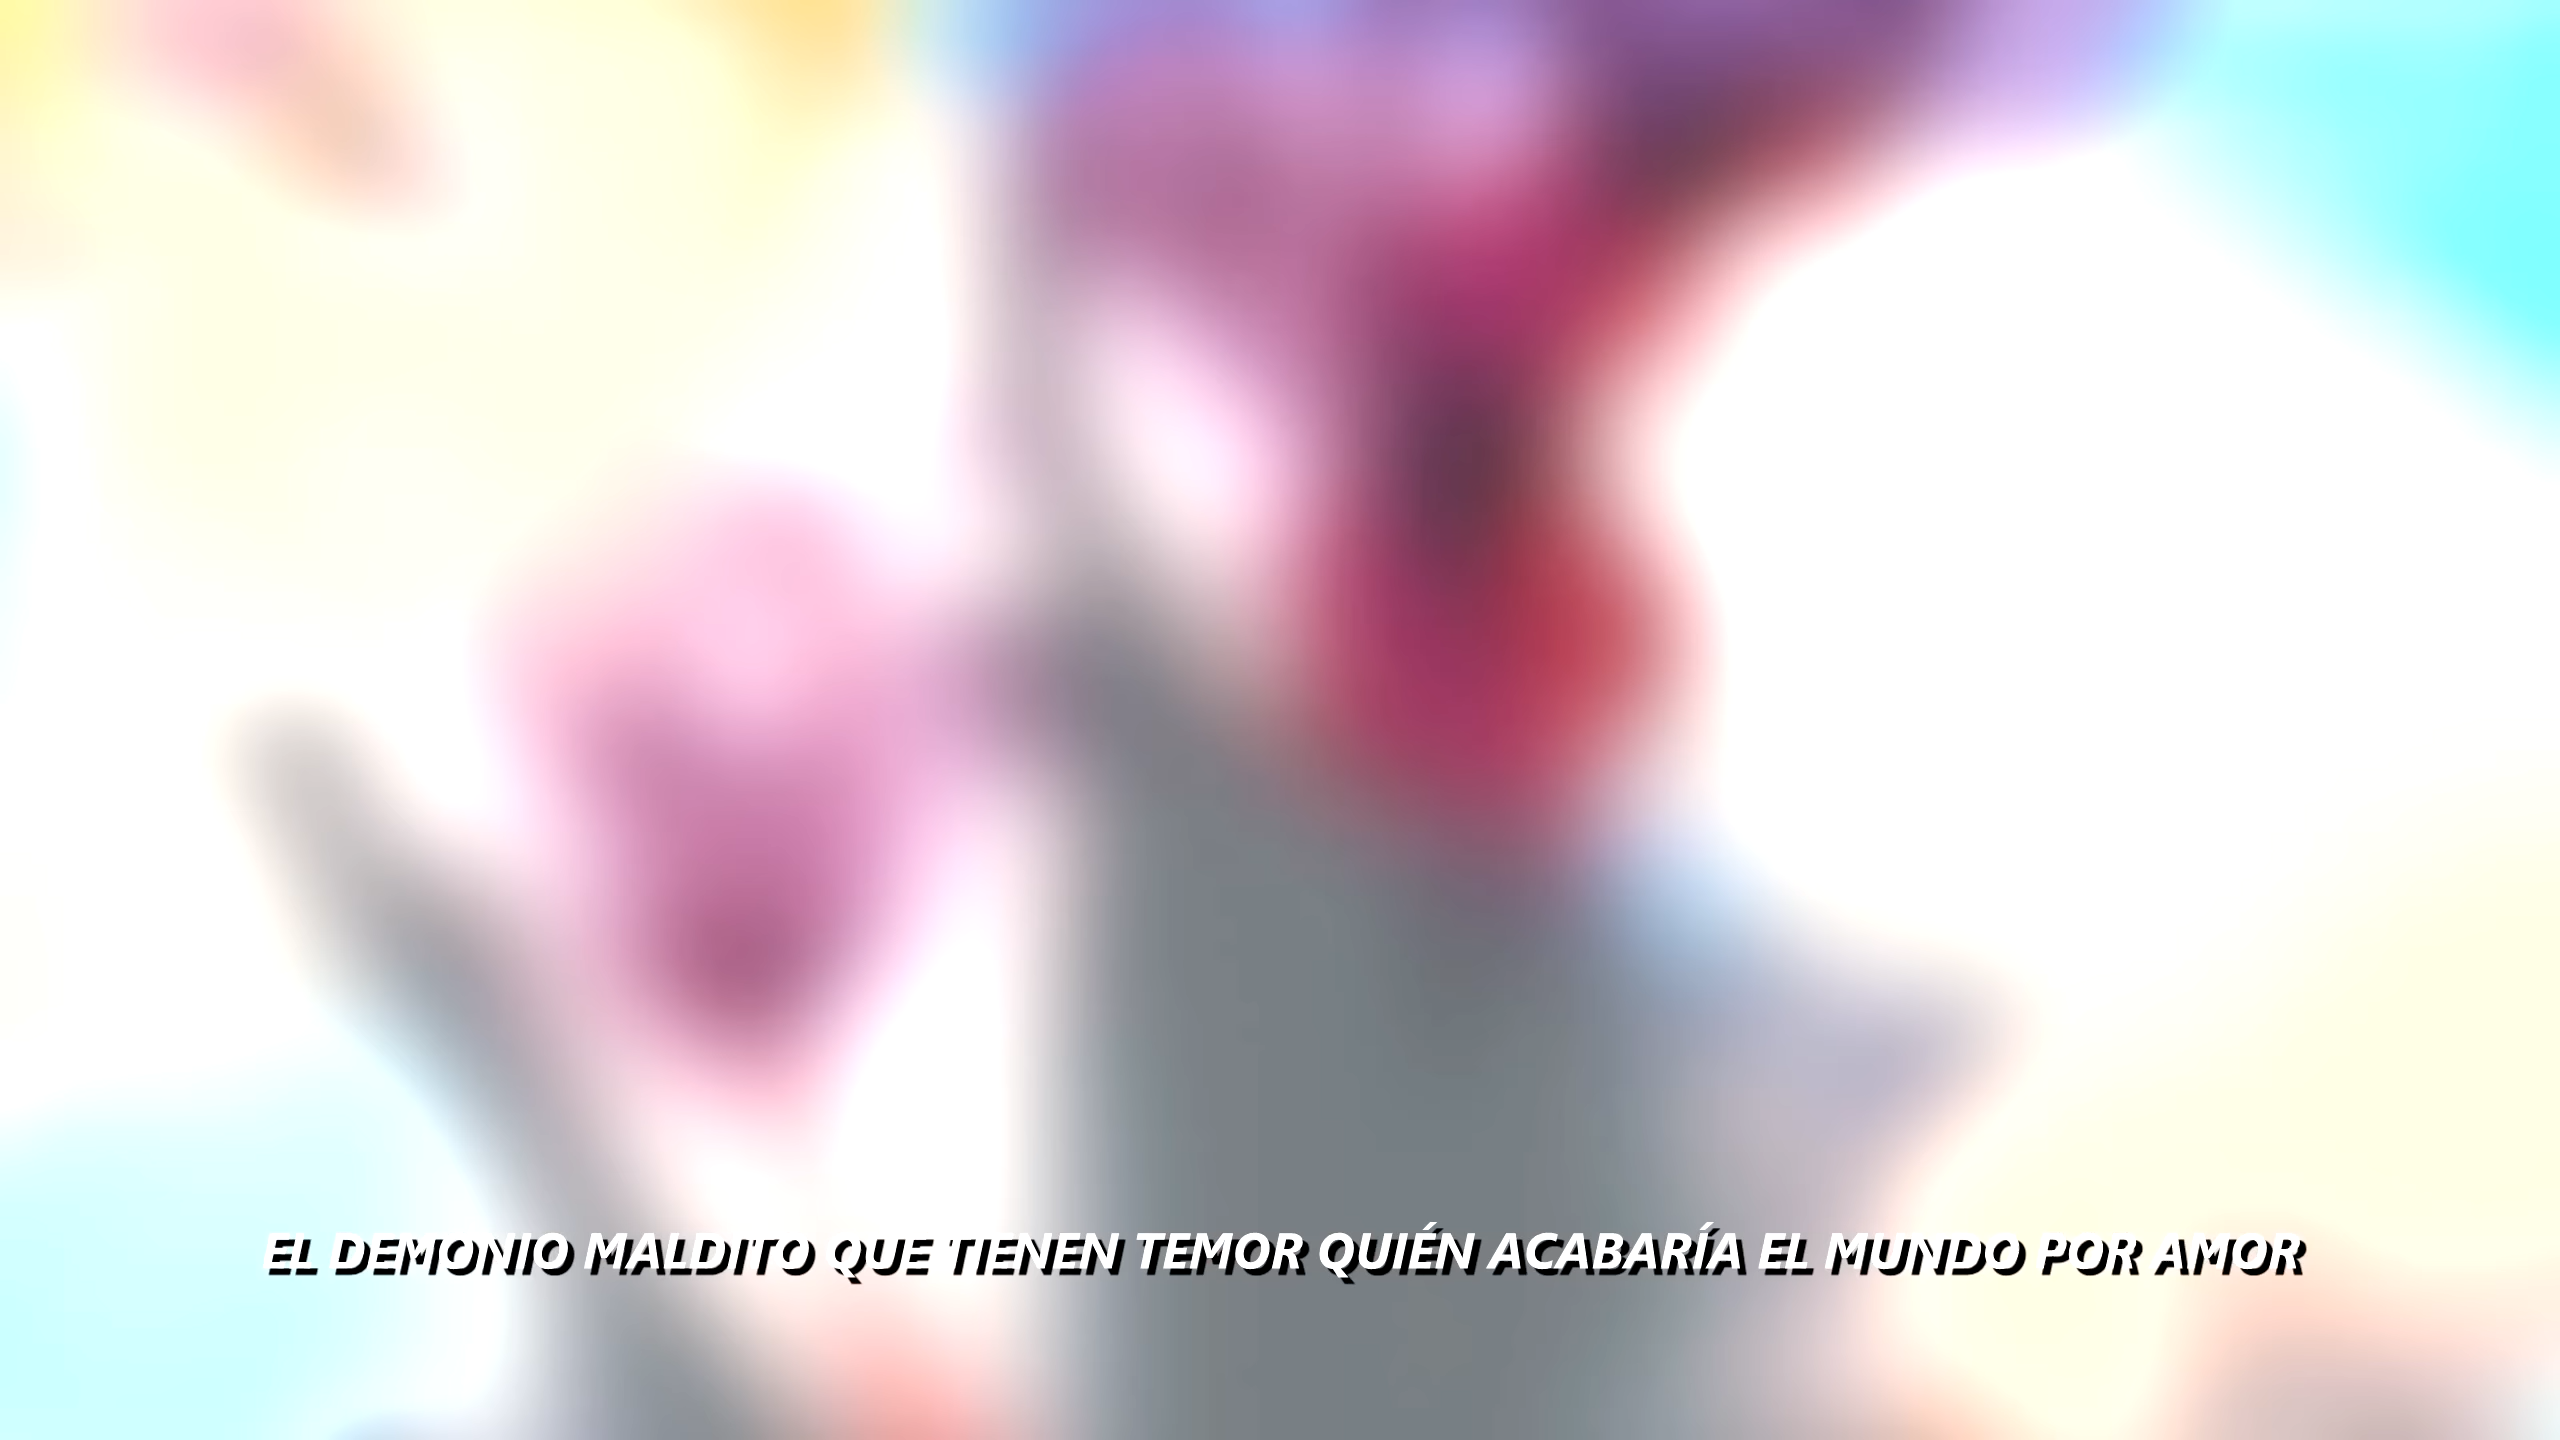 EL DEMONIO MALDITO QUE TIENEN TEMOR QUIÉN ACABARÍA EL MUNDO POR AMOR